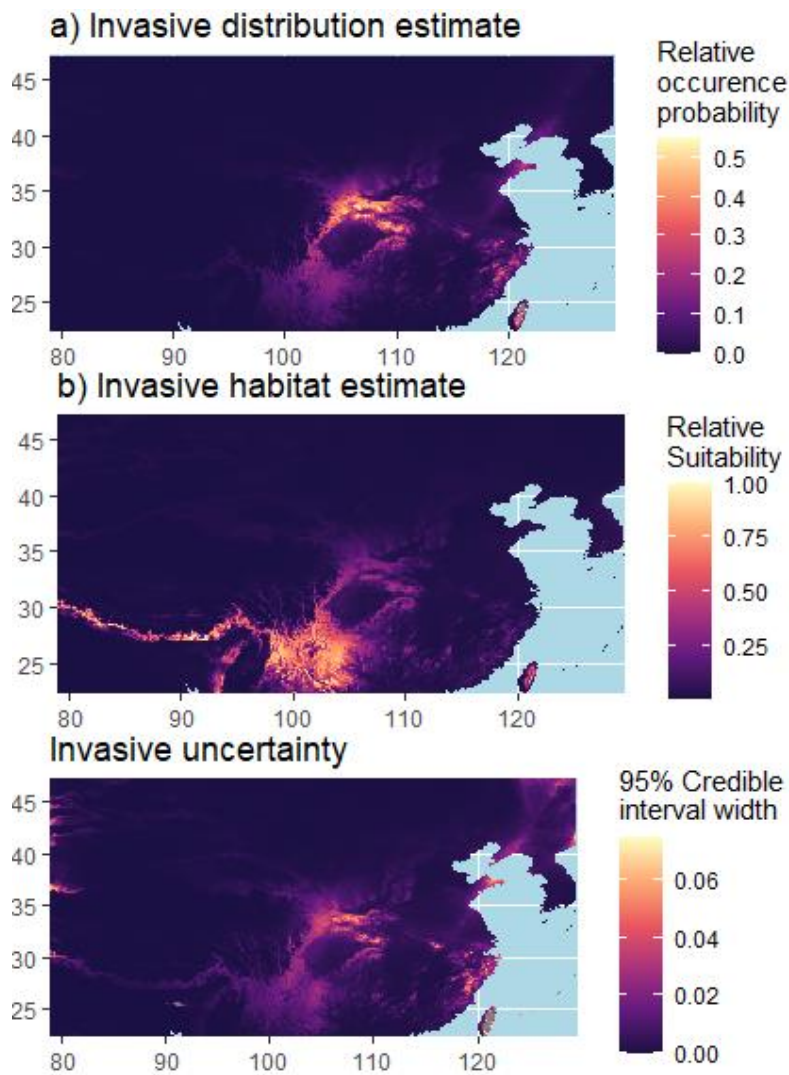 a) Invasive distribution estimate
45
40
35
30
25
80 90 100 110 120
Relative
occurence
probability
0.5
0.4
0.3
0.2
0.1
0.0
b) Invasive habitat estimate
45
40
35
30
25
80 90 100 110 120
Relative
Suitability
1.00
0.75
0.50
0.25
Invasive uncertainty
45
40
35
30
25
80 90 100 110 120
95% Credible
interval width
0.06
0.04
0.02
0.00